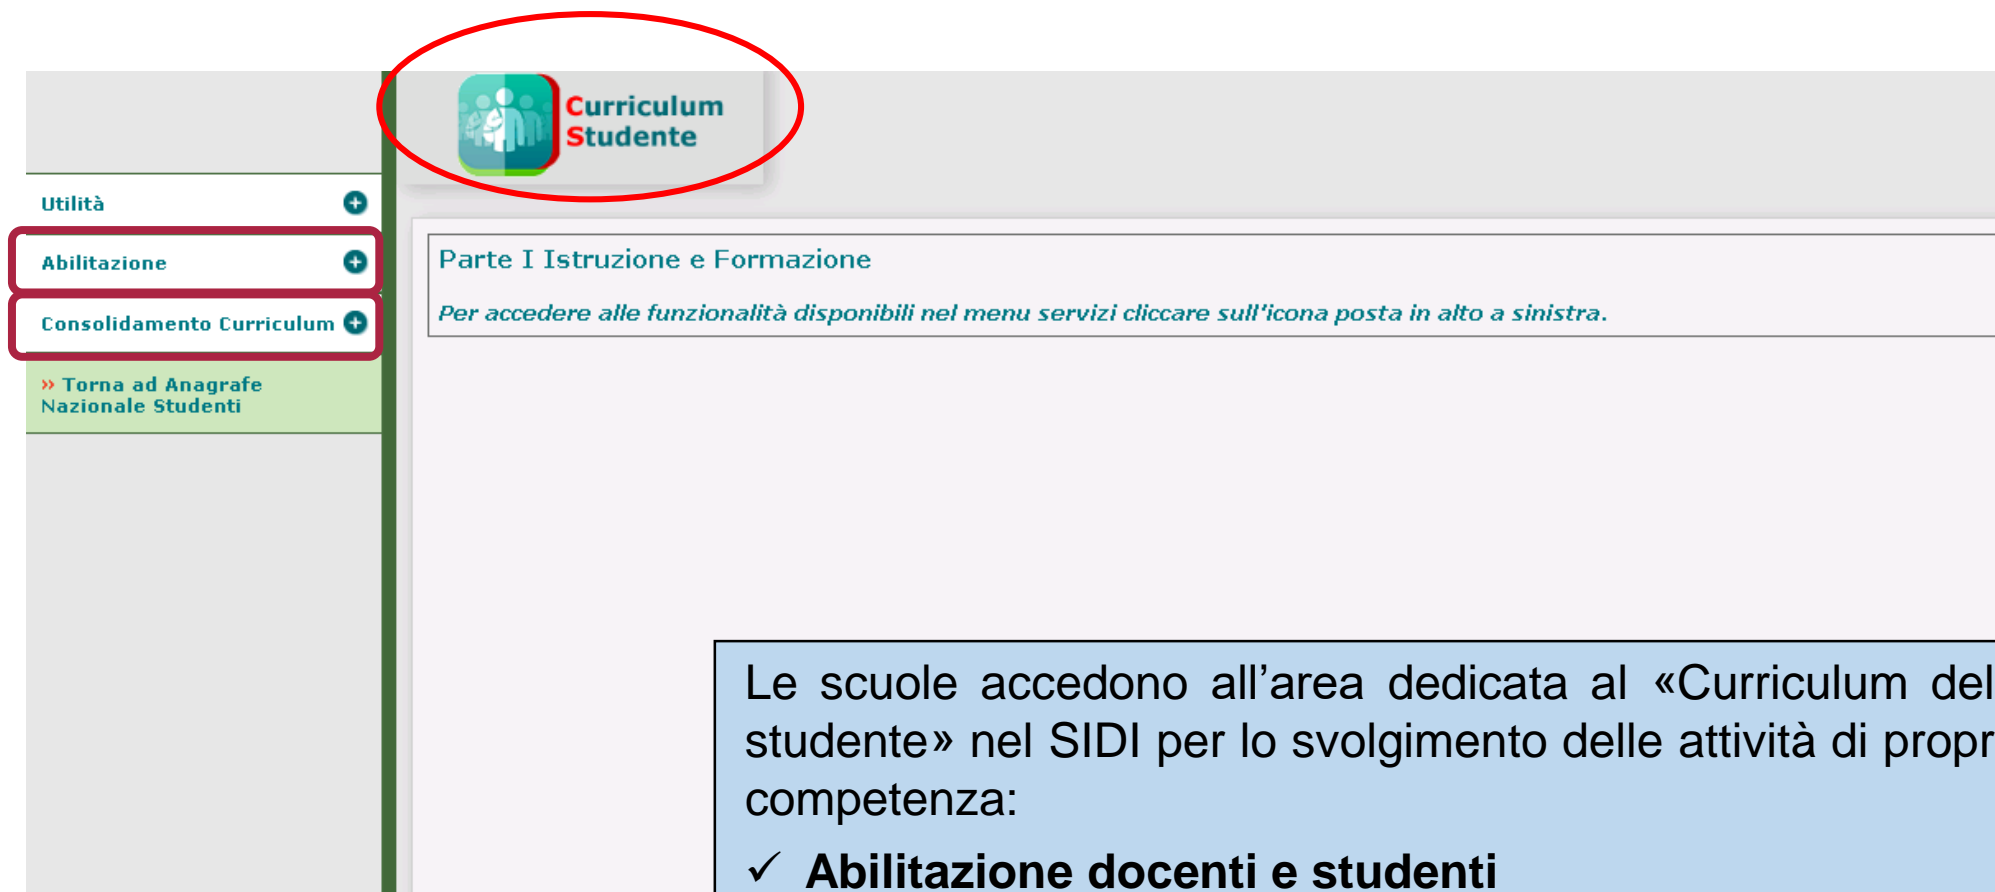 Curriculum
Studente
Utilità
Abilitazione
Consolidamento Curriculum
» Torna ad Anagrafe
Nazionale Studenti
Parte I Istruzione e Formazione
Per accedere alle funzionalità disponibili nel menu servizi cliccare sull'icona posta in alto a sinistra.
Le scuole accedono all’area dedicata al «Curriculum del
studente» nel SIDI per lo svolgimento delle attività di propr
competenza:
✓ Abilitazione docenti e studenti